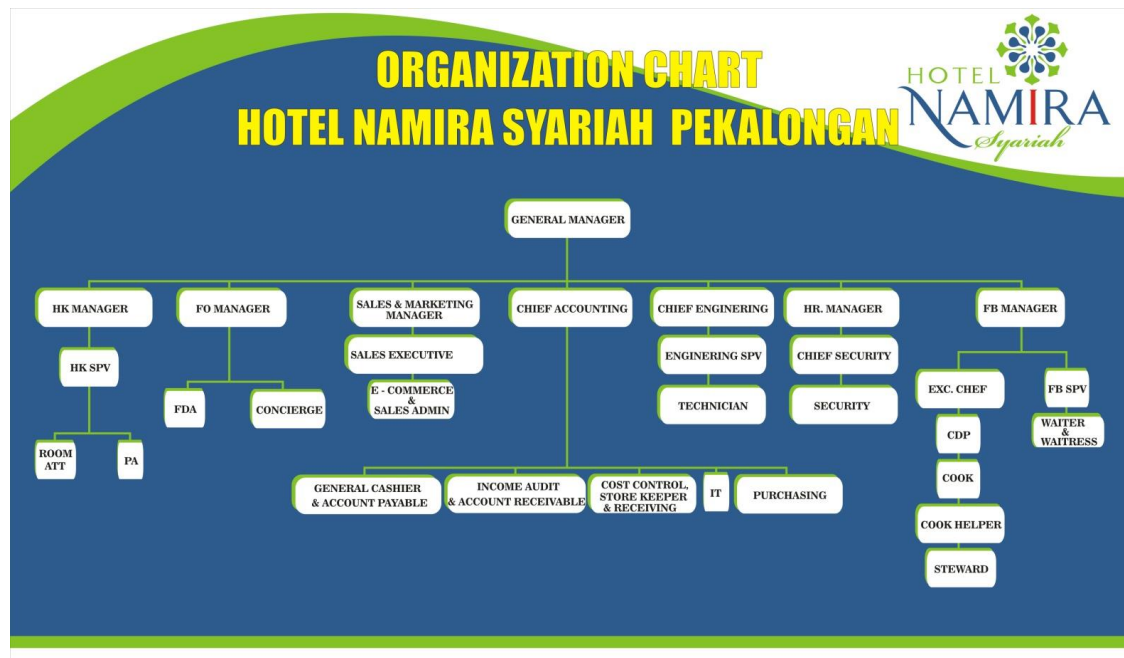 ORGANIZATION CHART
HOTEL NAMIRA SYARIAH PEKALONGAN
HOTEL
NAMIRA
Syariah
GENERAL MANAGER
HK MANAGER
FO MANAGER
SALES & MARKETING
MANAGER
CHIEF ACCOUNTING
CHIEF ENGINERING
HR. MANAGER
FB MANAGER
HK SPV
SALES EXECUTIVE
ENGINERING SPV
CHIEF SECURITY
EXC. CHEF
FB SPV
FDA
CONCIERGE
E - COMMERCE
&
SALES ADMIN
TECHNICIAN
SECURITY
CDP
WAITER
&
WAITRESS
ROOM
ATT
PA
COOK
GENERAL CASHIER
& ACCOUNT PAYABLE
INCOME AUDIT
& ACCOUNT RECEIVABLE
COST CONTROL,
STORE KEEPER
& RECEIVING
IT
PURCHASING
COOK HELPER
STEWARD